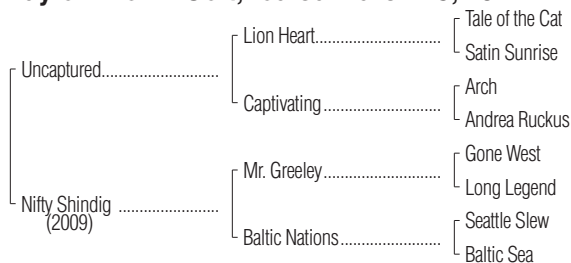 Tale of the Cat
Lion Heart................................
Satin Sunrise
Uncaptured..............................
Arch
Captivating ..............................
Andrea Ruckus
Gone West
Mr. Greeley..............................
Long Legend
Nifty Shindig ..........................
(2009)
Seattle Slew
Baltic Nations..........................
Baltic Sea